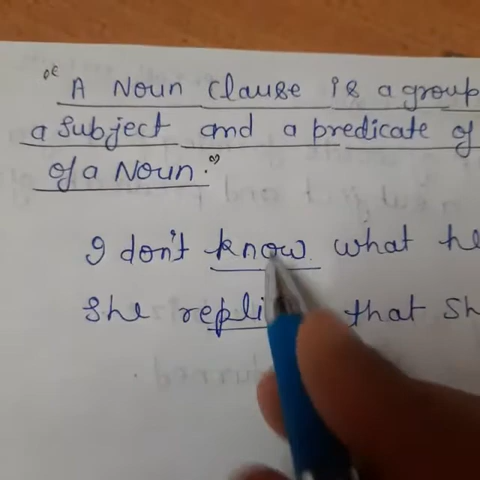 "A Noun clause is a group
a subject and a predicate of
of a Noun."
I don't know what he
She repli that sh